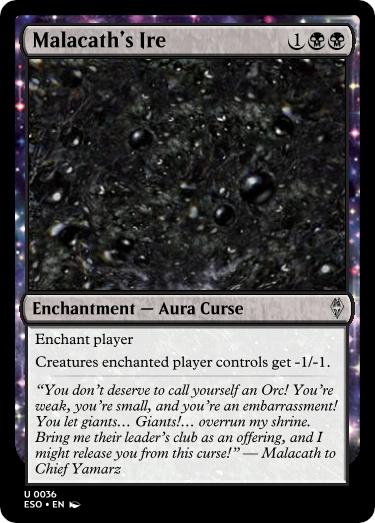 Malacath's Ire 1
Enchantment — Aura Curse
Enchant player
Creatures enchanted player controls get -1/-1.
"You don't deserve to call yourself an Orc! You're
weak, you're small, and you're an embarrassment!
You let giants... Giants!... overrun my shrine.
Bring me their leader's club as an offering, and I
might release you from this curse!" — Malacath to
Chief Yamarz
U 0036
ESO • EN